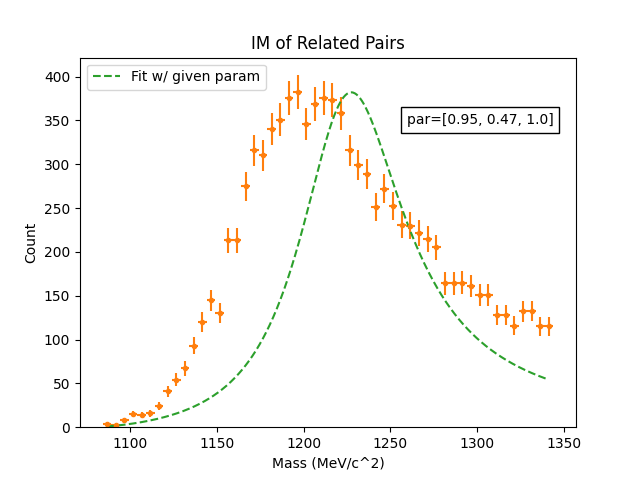 IM of Related Pairs
Fit w/ given param
par=[0.95, 0.47, 1.0]
Count
400
350
300
250
200
150
100
50
0
1100 1150 1200 1250 1300 1350
Mass (MeV/c^2)